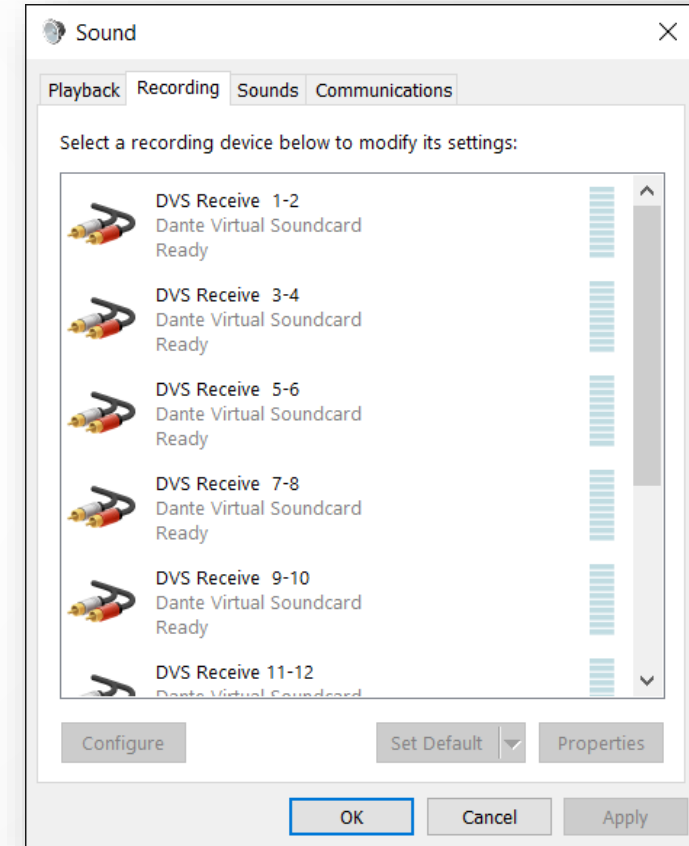 Sound
Playback Recording Sounds Communications
Select a recording device below to modify its settings:
DVS Receive 1-2
Dante Virtual Soundcard
Ready
DVS Receive 3-4
Dante Virtual Soundcard
Ready
DVS Receive 5-6
Dante Virtual Soundcard
Ready
DVS Receive 7-8
Dante Virtual Soundcard
Ready
DVS Receive 9-10
Dante Virtual Soundcard
Ready
DVS Receive 11-12
Dante Virtual Soundcard
Configure Set Default Properties
OK Cancel Apply